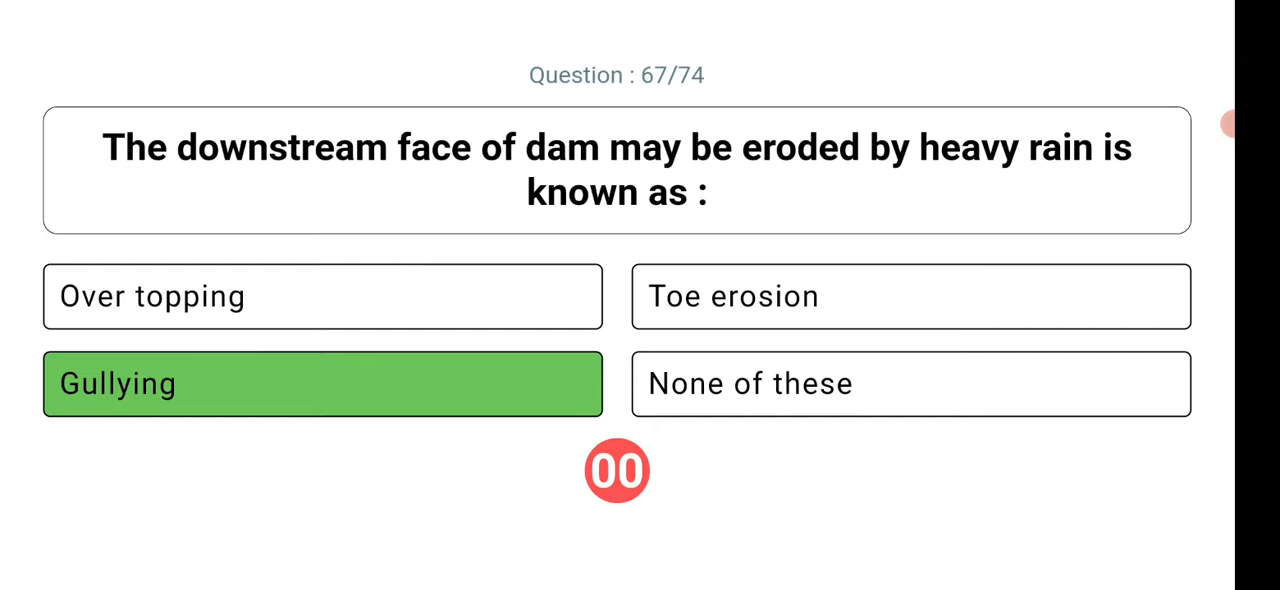 Question : 67/74
The downstream face of dam may be eroded by heavy rain is
known as :
Over topping
Toe erosion
Gullying
None of these
00